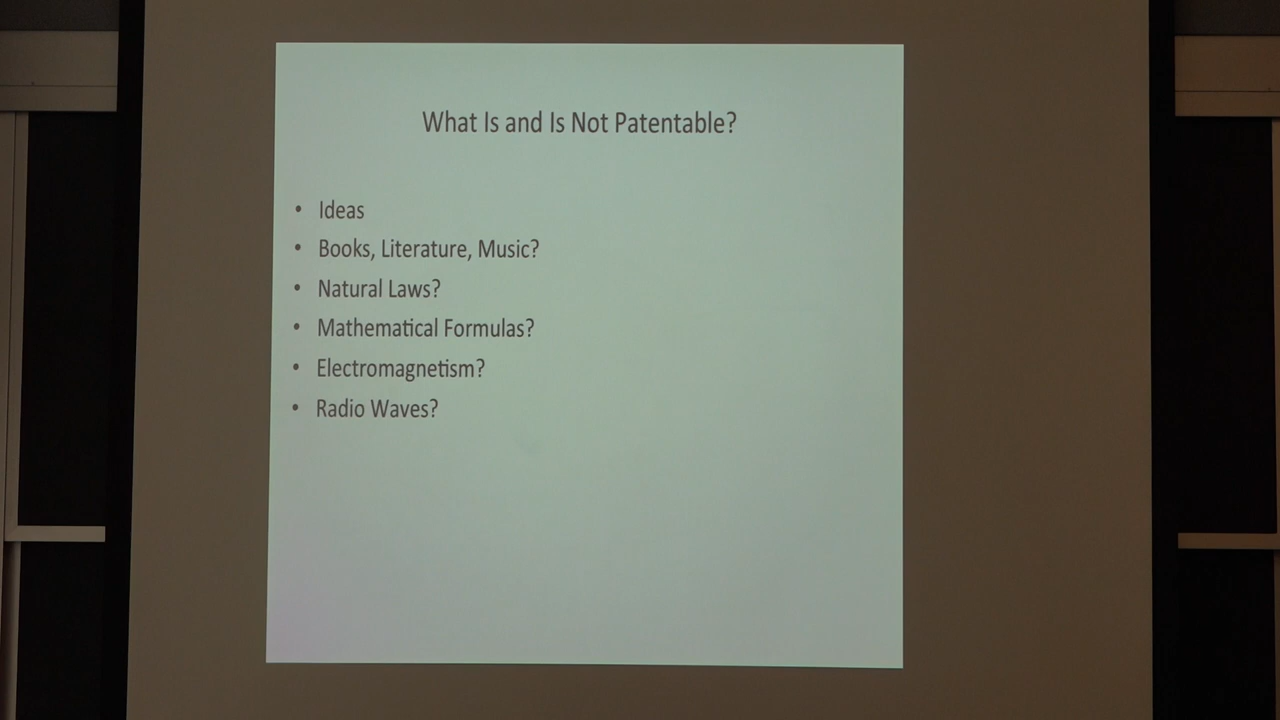 What Is and Is Not Patentable?
• Ideas
• Books, Literature, Music?
• Natural Laws?
• Mathematical Formulas?
• Electromagnetism?
• Radio Waves?